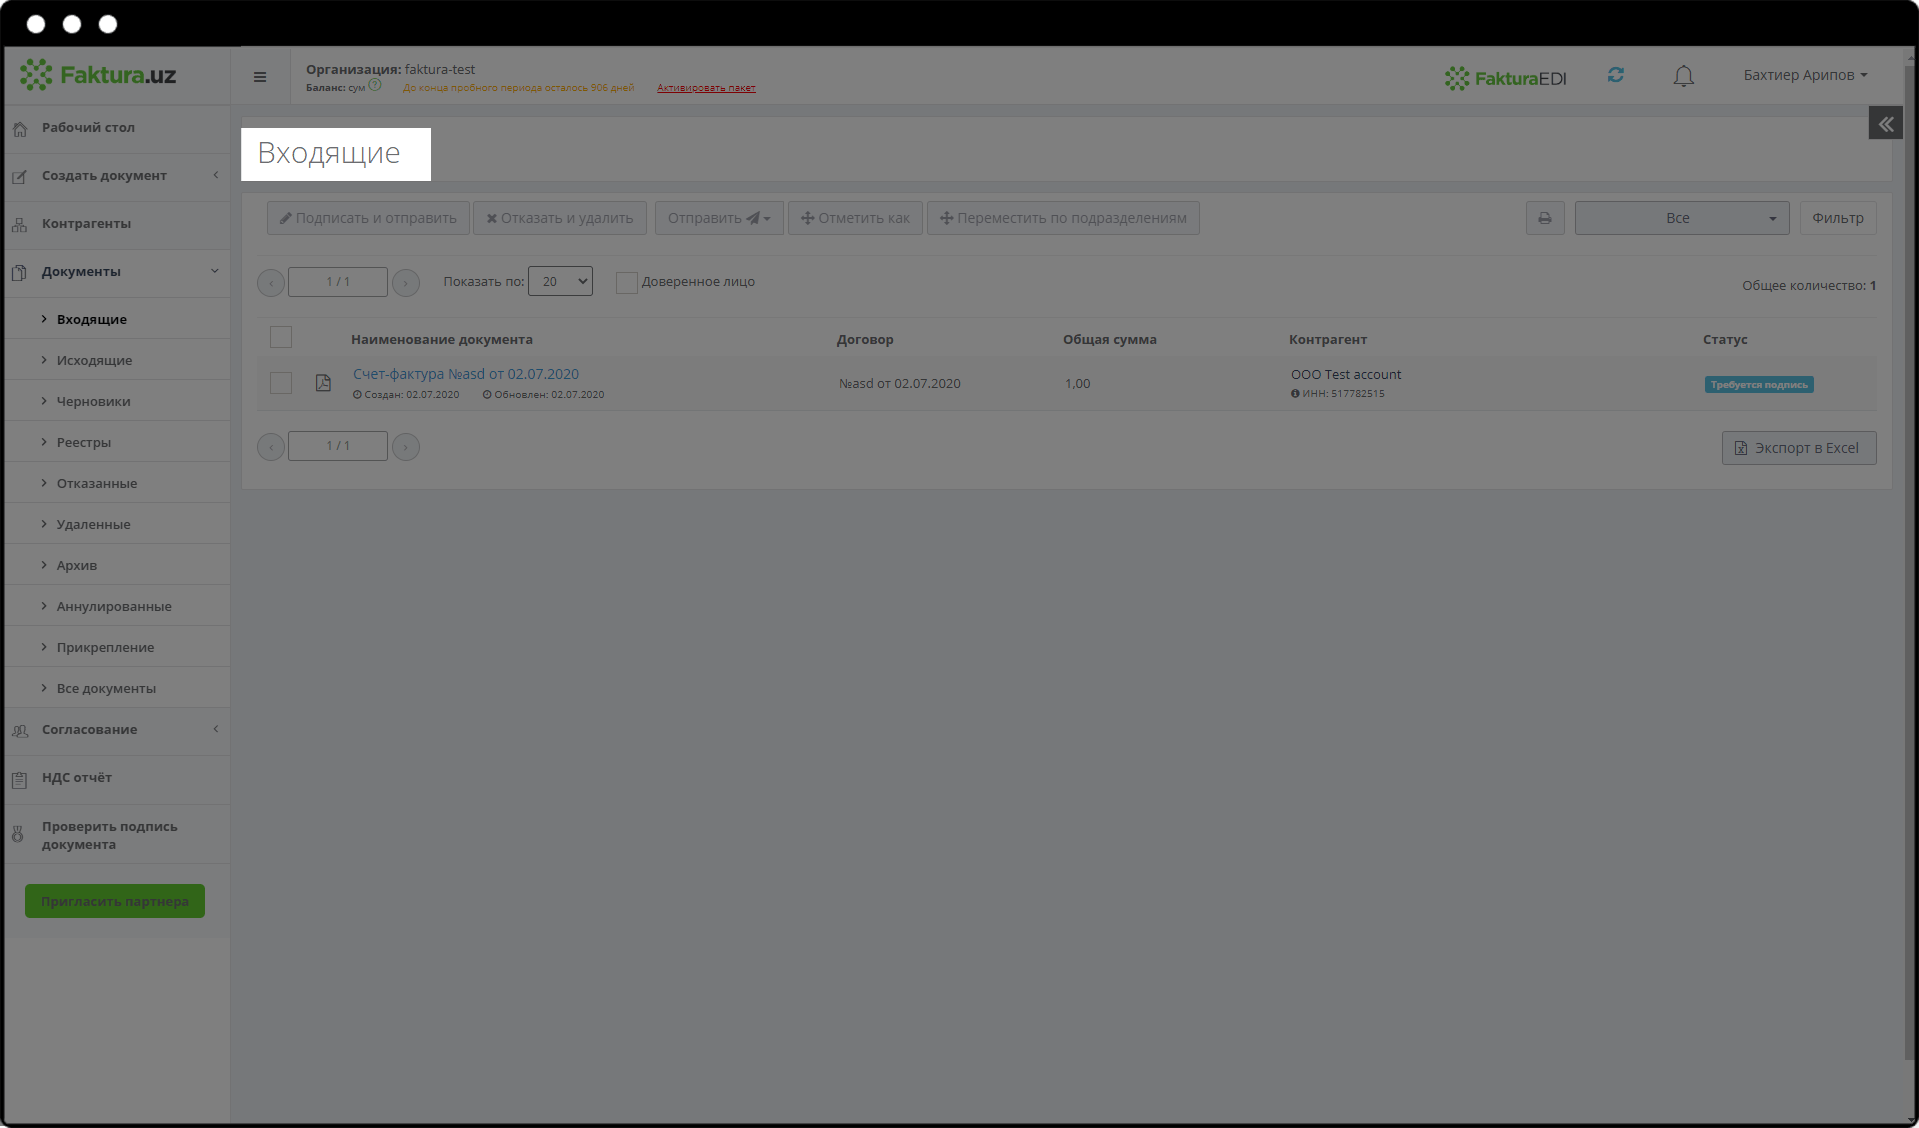 Faktura.uz
Организация: faktura-test
Баланс: сум ? До конца пробного периода осталось 906 дней Активировать пакет
FakturaEDI
Бахтиер Арипов
Рабочий стол
Создать документ
Контрагенты
Документы
Входящие
Исходящие
Черновики
Реестры
Отказанные
Удаленные
Архив
Аннулированные
Прикрепление
Все документы
Согласование
НДС отчёт
Проверить подпись
документа
Пригласить партнера
Входящие
Подписать и отправить Отказать и удалить Отправить Отметить как Переместить по подразделениям Все Фильтр
1 / 1 Показать по: 20 Доверенное лицо Общее количество: 1
Наименование документа Договор Общая сумма Контрагент Статус
Счет-фактура №asd от 02.07.2020 №asd от 02.07.2020 1,00 ООО Test account Требуется подпись
Создан: 02.07.2020 Обновлен: 02.07.2020 ИНН: 517782515
1 / 1 Экспорт в Excel